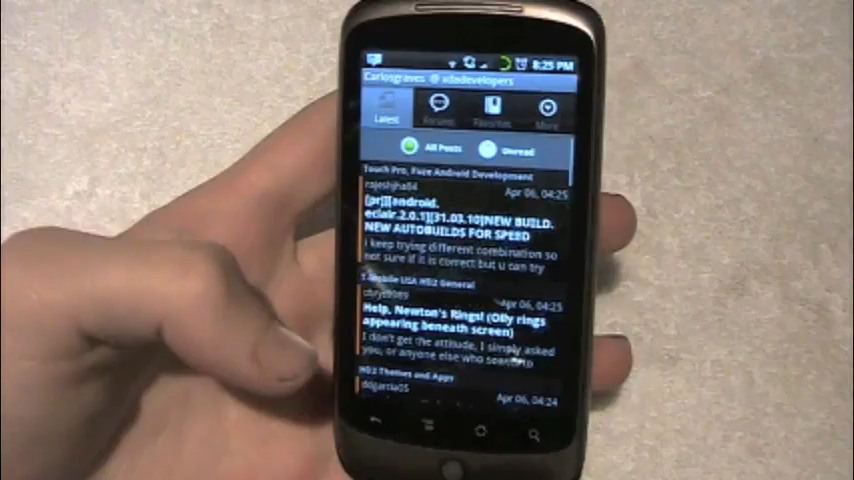 8:25 PM
Carlosgraves @ xdadevelopers
Latest
Forums
Favorites
More
All Posts
Unread
Touch Pro, Fuze Android Development
rajeshjha84
Apr 06, 04:25
[prj][android.
eclair.2.0.1][31.03.10]NEW BUILD.
NEW AUTOBUILDS FOR SPEED
i keep trying different combination so
not sure if it is correct but u can try
T-Mobile USA HD2 General
Apr 06, 04:25
Help, Newton's Rings! (Oily rings
appearing beneath screen)
I don't get the attitude, I simply asked
you, or anyone else who
HD2 Themes and Apps
ddgarcia05
Apr 06, 04:24